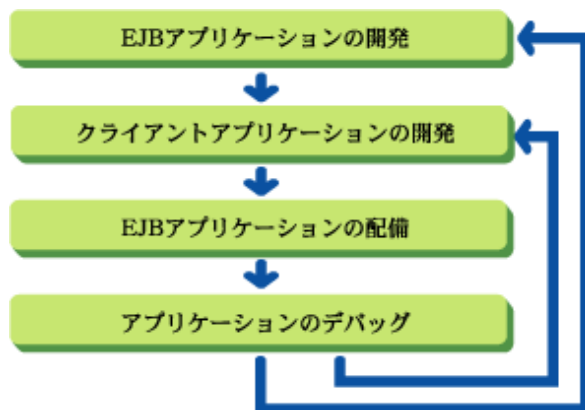 EJBアプリケーションの開発
クライアントアプリケーションの開発
EJBアプリケーションの配備
アプリケーションのデバッグ